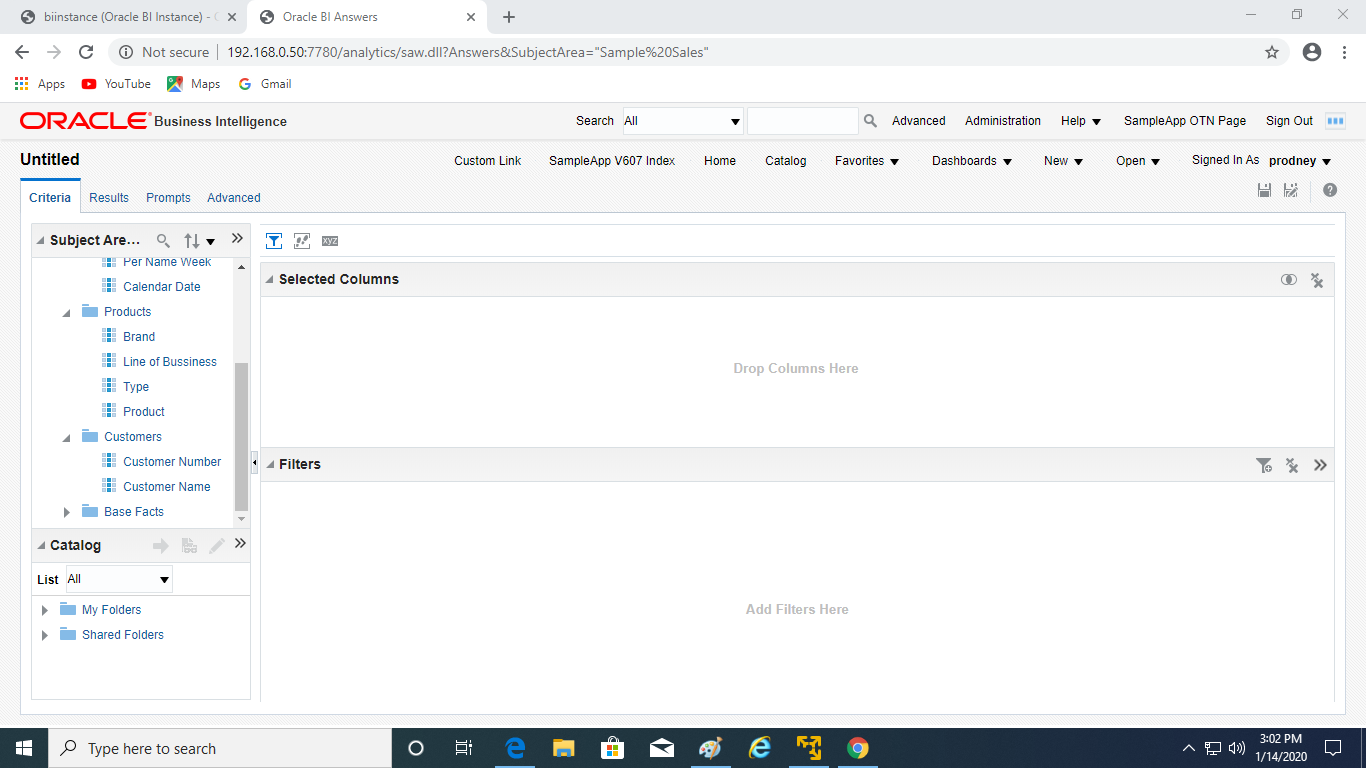 biinstance (Oracle BI Instance) -
Oracle BI Answers
Not secure 192.168.0.50:7780/analytics/saw.dll?Answers&SubjectArea="Sample%20Sales"
Apps YouTube Maps Gmail
ORACLE Business Intelligence Search All Advanced Administration Help SampleApp OTN Page Sign Out
Untitled Custom Link SampleApp V607 Index Home Catalog Favorites Dashboards New Open Signed In As prodney
Criteria Results Prompts Advanced
Subject Are...
xyz
Per Name Week
Calendar Date
Products
Brand
Line of Bussiness
Type
Product
Customers
Customer Number
Customer Name
Base Facts
Catalog
List All
My Folders
Shared Folders
Selected Columns
Drop Columns Here
Filters
Add Filters Here
Type here to search
3:02 PM
1/14/2020